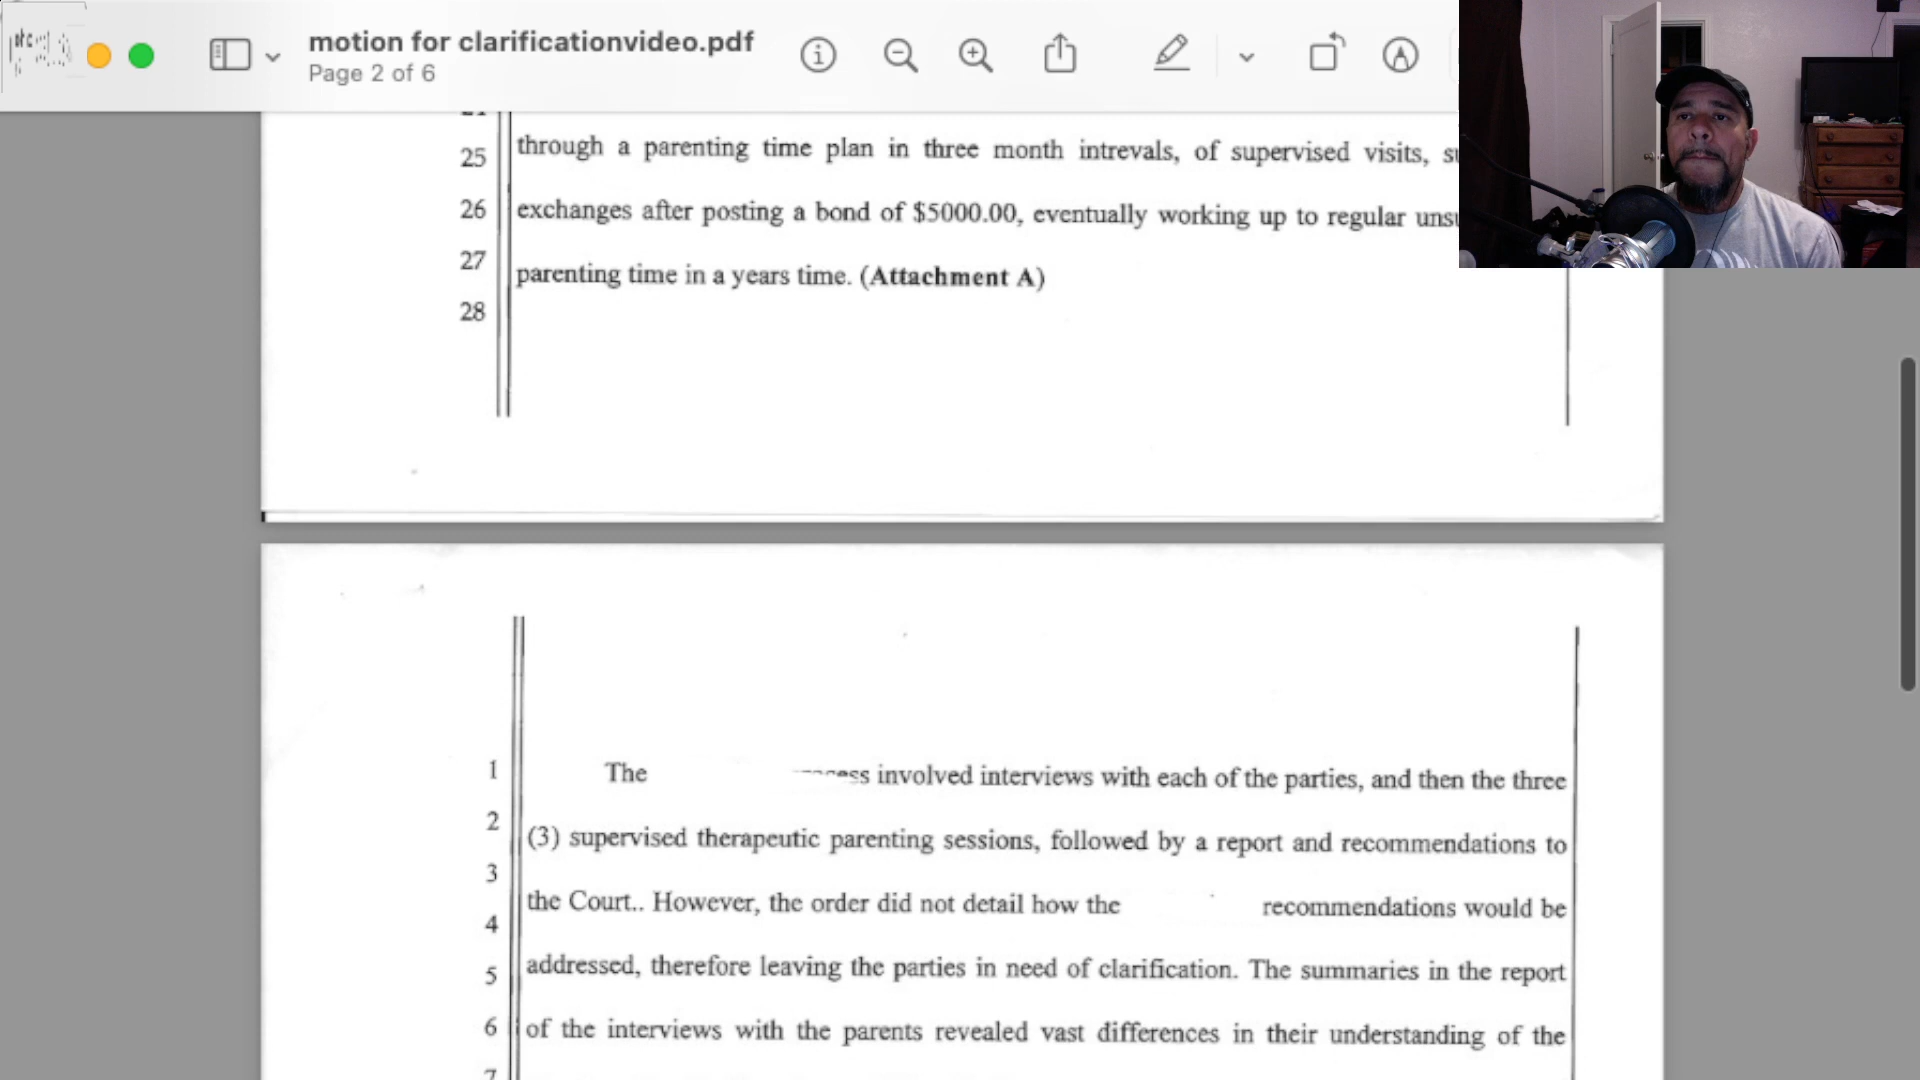 motion for clarificationvideo.pdf
Page 2 of 6
25 through a parenting time plan in three month intrevals, of supervised visits,
26 exchanges after posting a bond of $5000.00, eventually working up to regular
27 parenting time in a years time. (Attachment A)
28
1 The involved interviews with each of the parties, and then the three
2 (3) supervised therapeutic parenting sessions, followed by a report and recommendations to
3
the Court.. However, the order did not detail how the recommendations would be
4
addressed, therefore leaving the parties in need of clarification. The summaries in the report
5
6 of the interviews with the parents revealed vast differences in their understanding of the
7